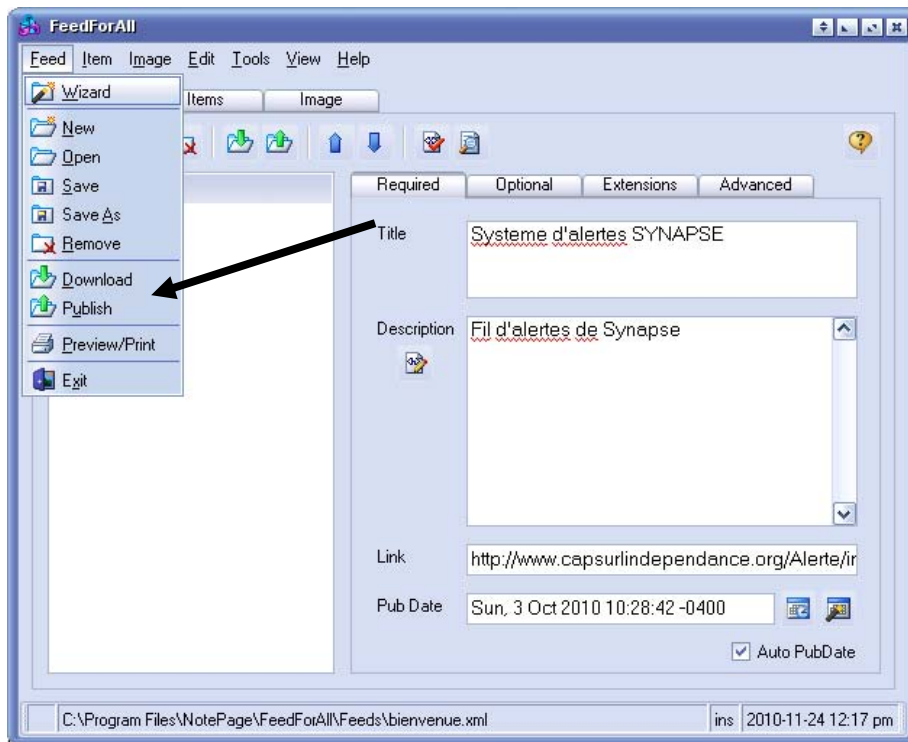 FeedForAll
Feed Item Image Edit Tools View Help
Items Image
Wizard
New
Open
Save
Save As
Remove
Download
Publish
Preview/Print
Exit
Required Optional Extensions Advanced
Title Systeme d'alertes SYNAPSE
Description Fil d'alertes de Synapse
Link http://www.capsurlindependance.org/Alerte/ir
Pub Date Sun, 3 Oct 2010 10:28:42 -0400
Auto PubDate
C:\Program Files\NotePage\FeedForAll\Feeds\bienvenue.xml ins 2010-11-24 12:17 pm